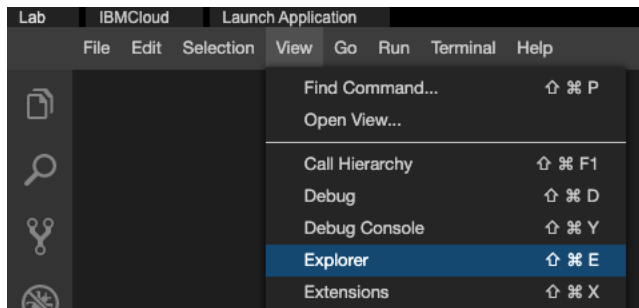 Lab IBMCloud Launch Application
File Edit Selection View Go Run Terminal Help
Find Command... ⇧ ⌘ P
Open View...
Call Hierarchy ⇧ ⌘ F1
Debug ⇧ ⌘ D
Debug Console ⇧ ⌘ Y
Explorer ⇧ ⌘ E
Extensions ⇧ ⌘ X